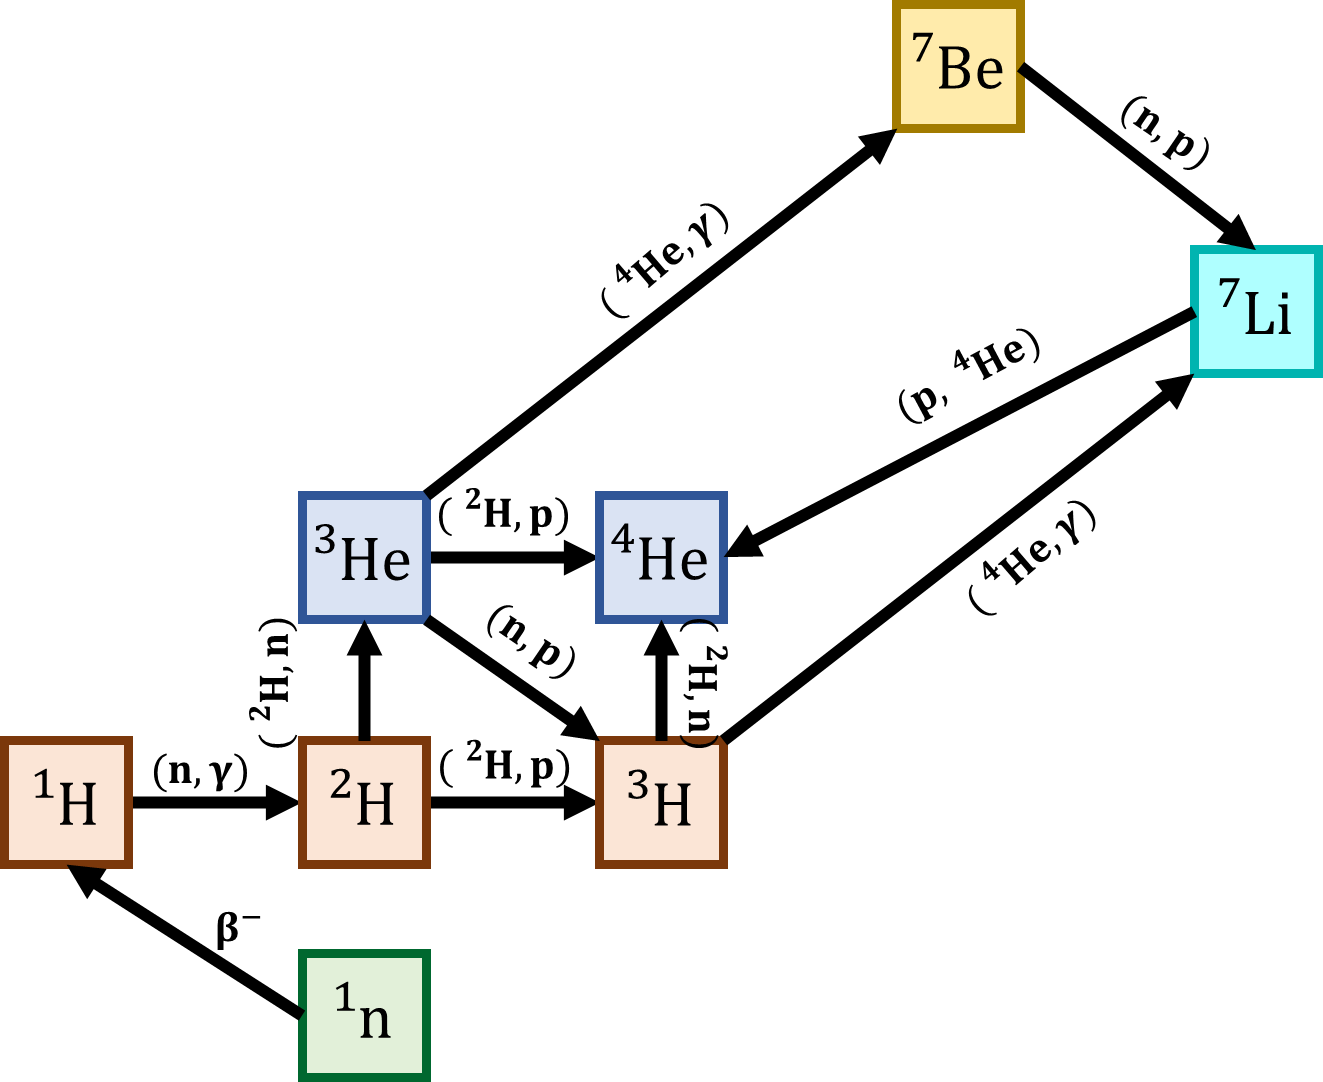 ⁷Be
(n, p)
(⁴He, γ)
⁷Li
(p, ⁴He)
³He
(²H, p)
⁴He
(⁴He, γ)
(n, p)
(²H, n)
(²H, n)
¹H
(n, γ)
²H
(²H, p)
³H
β⁻
¹n